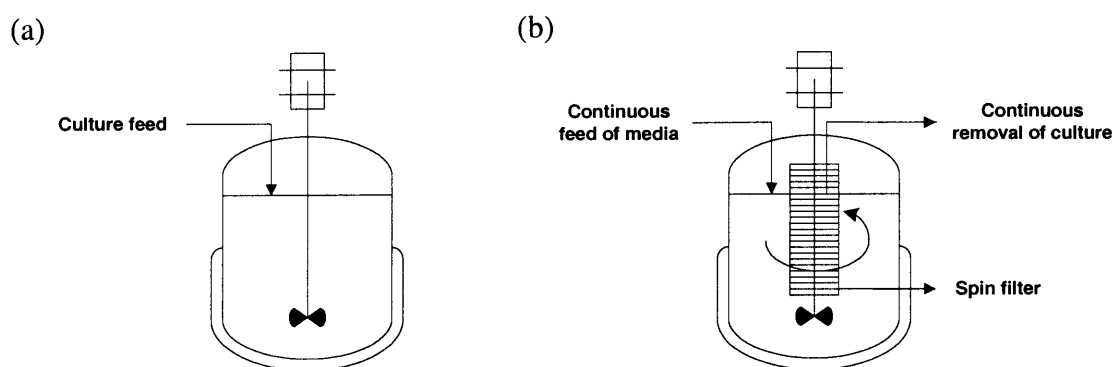 (a)
Culture feed
(b)
Continuous
feed of media
Continuous
removal of culture
Spin filter